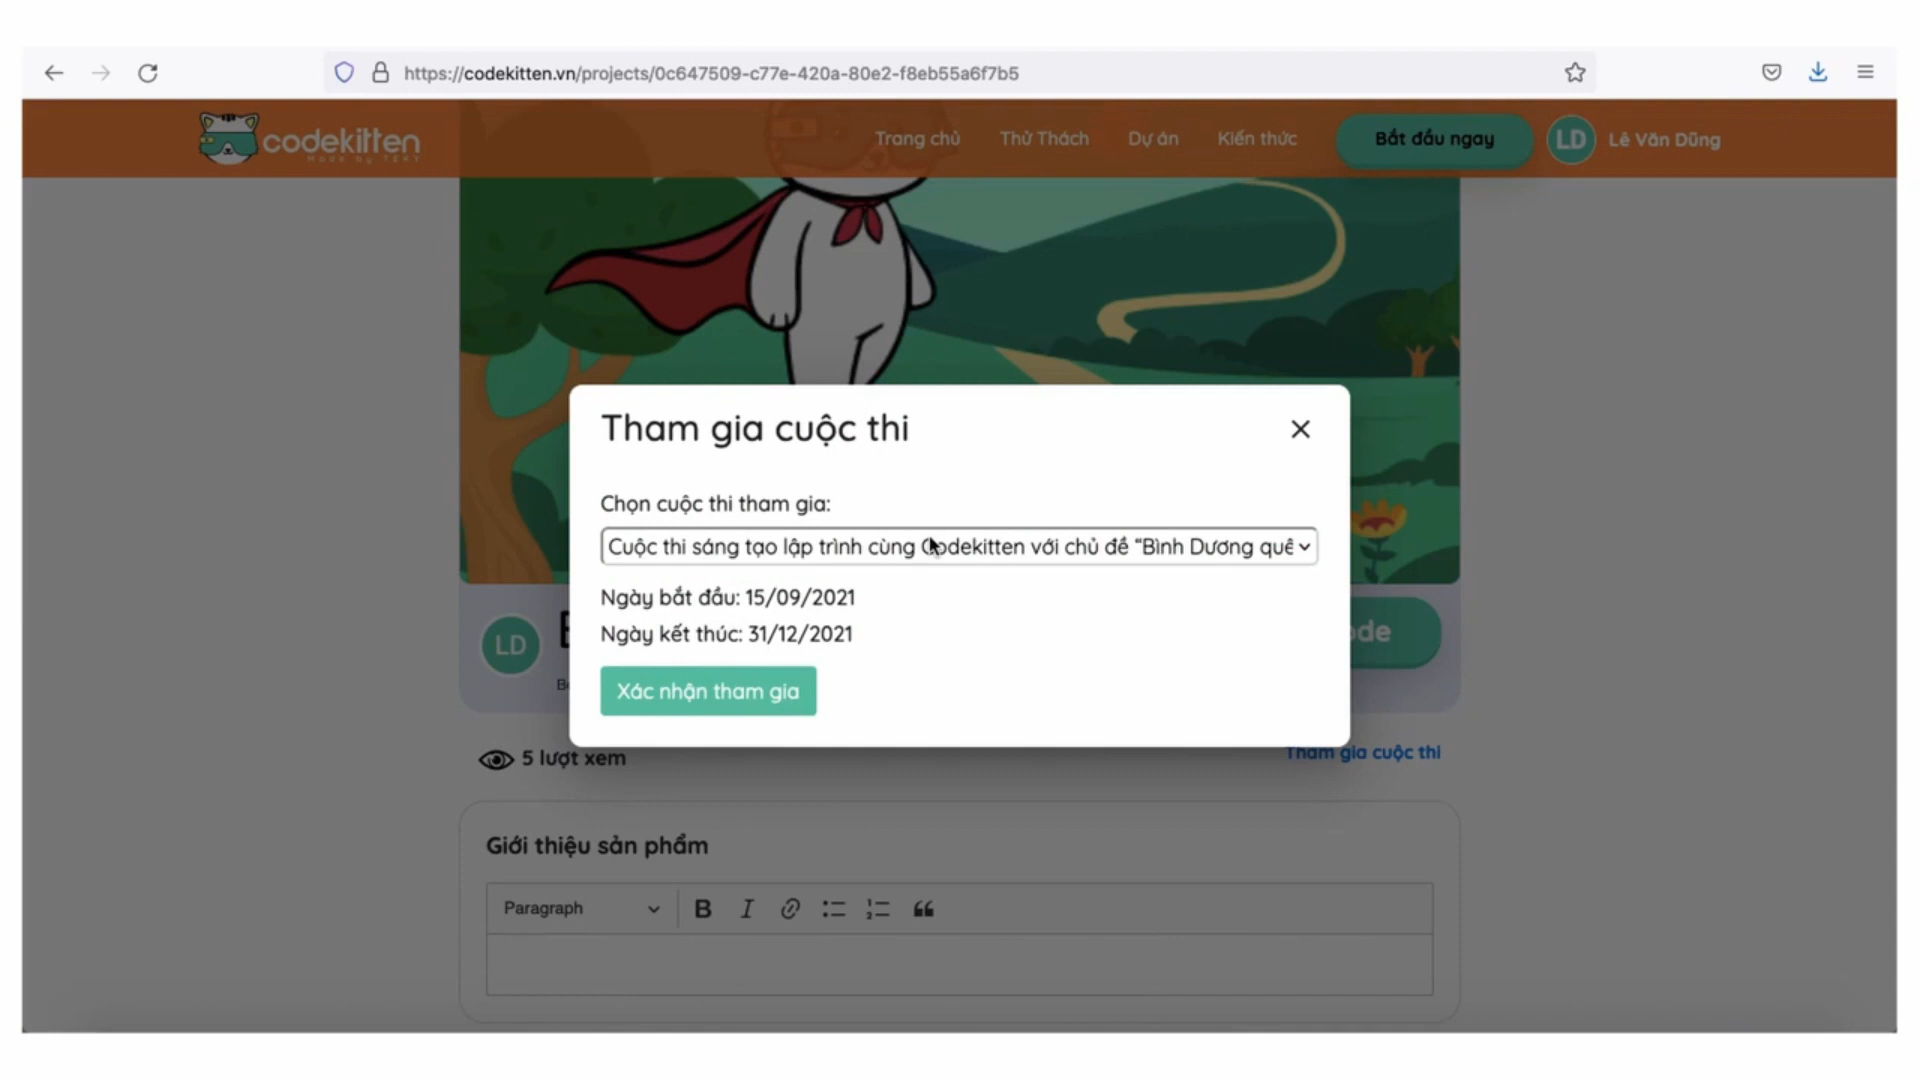 https://codekitten.vn/projects/0c647509-c77e-420a-80e2-f8eb55a6f7b5
codekitten
Made by TEKY
Trang chủ
Thử Thách
Dự án
Kiến thức
Bắt đầu ngay
LD
Lê Văn Dũng
Tham gia cuộc thi
Chọn cuộc thi tham gia:
Cuộc thi sáng tạo lập trình cùng Codekitten với chủ đề “Bình Dương quê
Ngày bắt đầu: 15/09/2021
Ngày kết thúc: 31/12/2021
Xác nhận tham gia
LD
5 lượt xem
Tham gia cuộc thi
Giới thiệu sản phẩm
Paragraph
B I